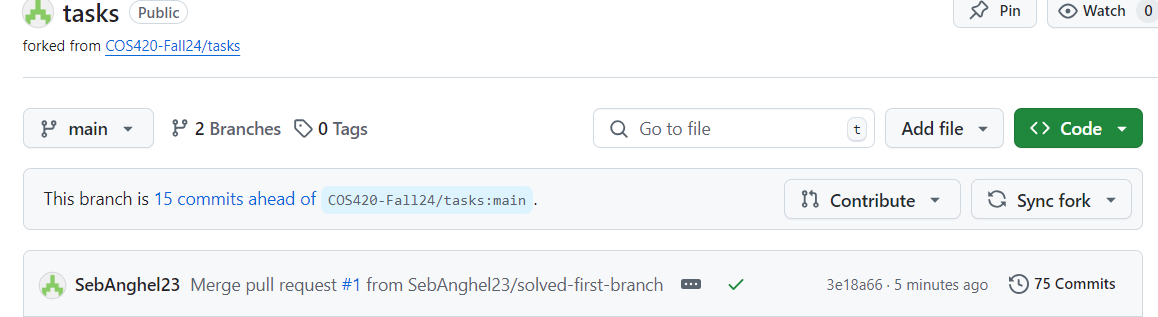 tasks Public Pin Watch 0
forked from COS420-Fall24/tasks
main 2 Branches 0 Tags Go to file t Add file Code
This branch is 15 commits ahead of COS420-Fall24/tasks:main. Contribute Sync fork
SebAnghel23 Merge pull request #1 from SebAnghel23/solved-first-branch 3e18a66 · 5 minutes ago 75 Commits